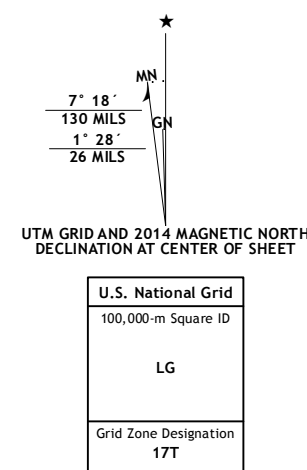 MN
7° 18´
130 MILS
GN
1° 28´
26 MILS
UTM GRID AND 2014 MAGNETIC NORTH
DECLINATION AT CENTER OF SHEET
U.S. National Grid
100,000-m Square ID
LG
Grid Zone Designation
17T